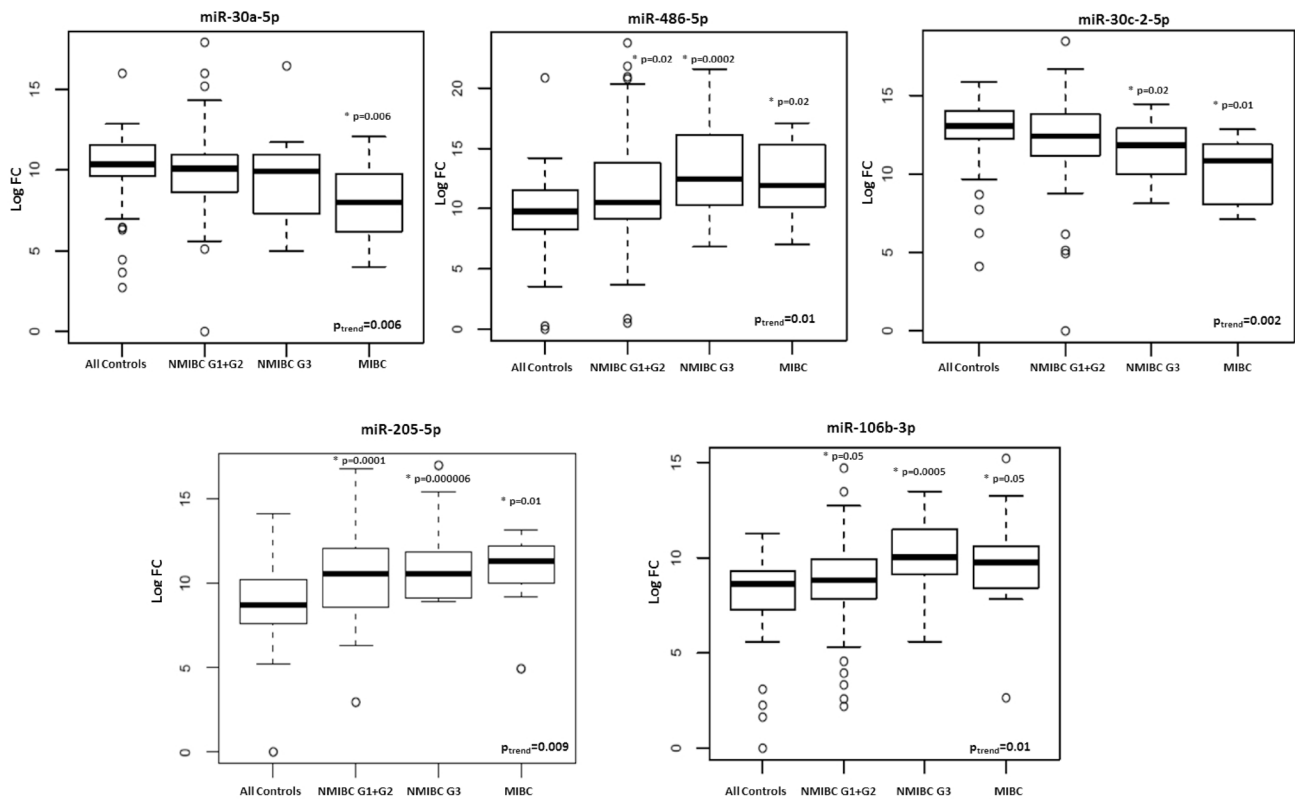 miR-30a-5p
Log FC
15
10
5
0
* p=0.006
ptrend=0.006
All Controls NMIBC G1+G2 NMIBC G3 MIBC
miR-486-5p
Log FC
20
15
10
5
0
* p=0.02 * p=0.0002
* p=0.02
ptrend=0.01
All Controls NMIBC G1+G2 NMIBC G3 MIBC
miR-30c-2-5p
Log FC
15
10
5
0
* p=0.02
* p=0.01
ptrend=0.002
All Controls NMIBC G1+G2 NMIBC G3 MIBC
miR-205-5p
Log FC
15
10
5
0
* p=0.0001
* p=0.000006
* p=0.01
ptrend=0.009
All Controls NMIBC G1+G2 NMIBC G3 MIBC
miR-106b-3p
Log FC
15
10
5
0
* p=0.05
* p=0.0005
* p=0.05
ptrend=0.01
All Controls NMIBC G1+G2 NMIBC G3 MIBC